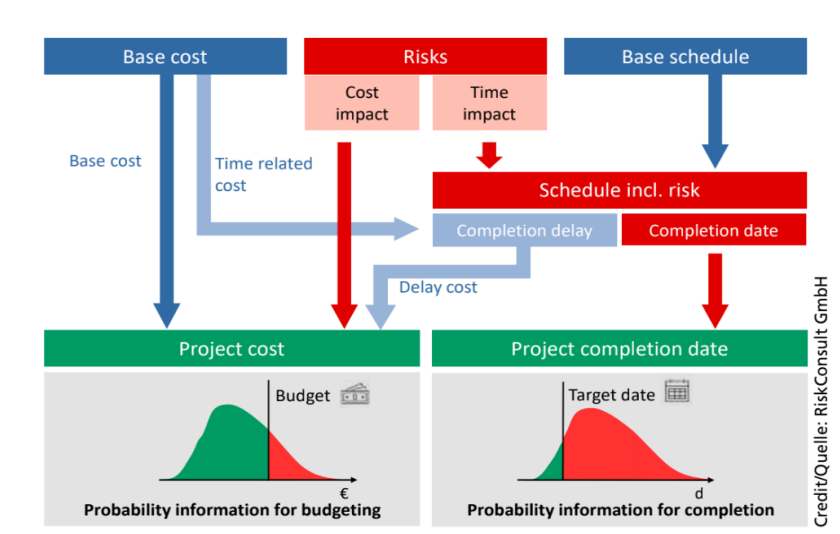 Base cost
Risks
Base schedule
Cost
impact
Time
impact
Base cost
Time related
cost
Schedule incl. risk
Completion delay
Completion date
Delay cost
Project cost
Project completion date
Budget
€
Probability information for budgeting
Target date
d
Probability information for completion
Credit/Quelle: RiskConsult GmbH